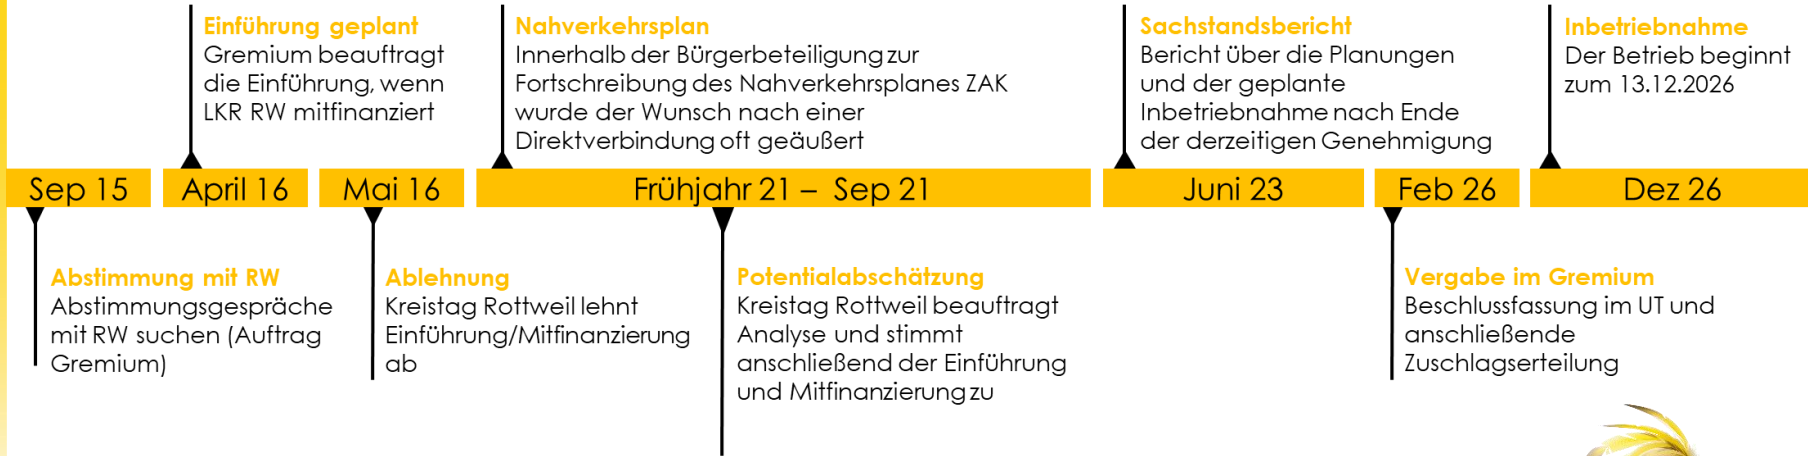 Einführung geplant
Gremium beauftragt
die Einführung, wenn
LKR RW mitfinanziert
Nahverkehrsplan
Innerhalb der Bürgerbeteiligung zur
Fortschreibung des Nahverkehrsplanes ZAK
wurde der Wunsch nach einer
Direktverbindung oft geäußert
Sachstandsbericht
Bericht über die Planungen
und der geplante
Inbetriebnahme nach Ende
der derzeitigen Genehmigung
Inbetriebnahme
Der Betrieb beginnt
zum 13.12.2026
Sep 15
April 16
Mai 16
Frühjahr 21 – Sep 21
Juni 23
Feb 26
Dez 26
Abstimmung mit RW
Abstimmungsgespräche
mit RW suchen (Auftrag
Gremium)
Ablehnung
Kreistag Rottweil lehnt
Einführung/Mitfinanzierung
ab
Potentialabschätzung
Kreistag Rottweil beauftragt
Analyse und stimmt
anschließend der Einführung
und Mitfinanzierung zu
Vergabe im Gremium
Beschlussfassung im UT und
anschließende
Zuschlagserteilung